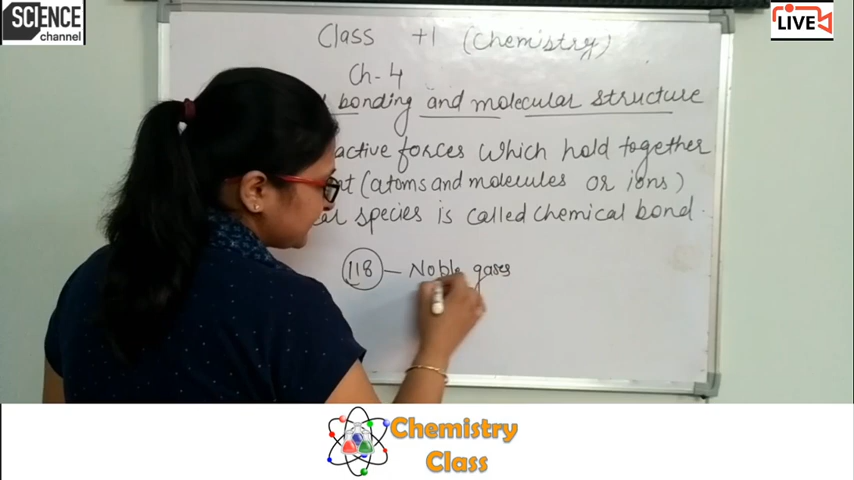 SCIENCE
channel
LIVE
Class +1 (Chemistry)
Ch-4
bonding and molecular structure
active forces which hold together
(atoms and molecules or ions)
species is called chemical bond.
118 - Noble gases
Chemistry
Class